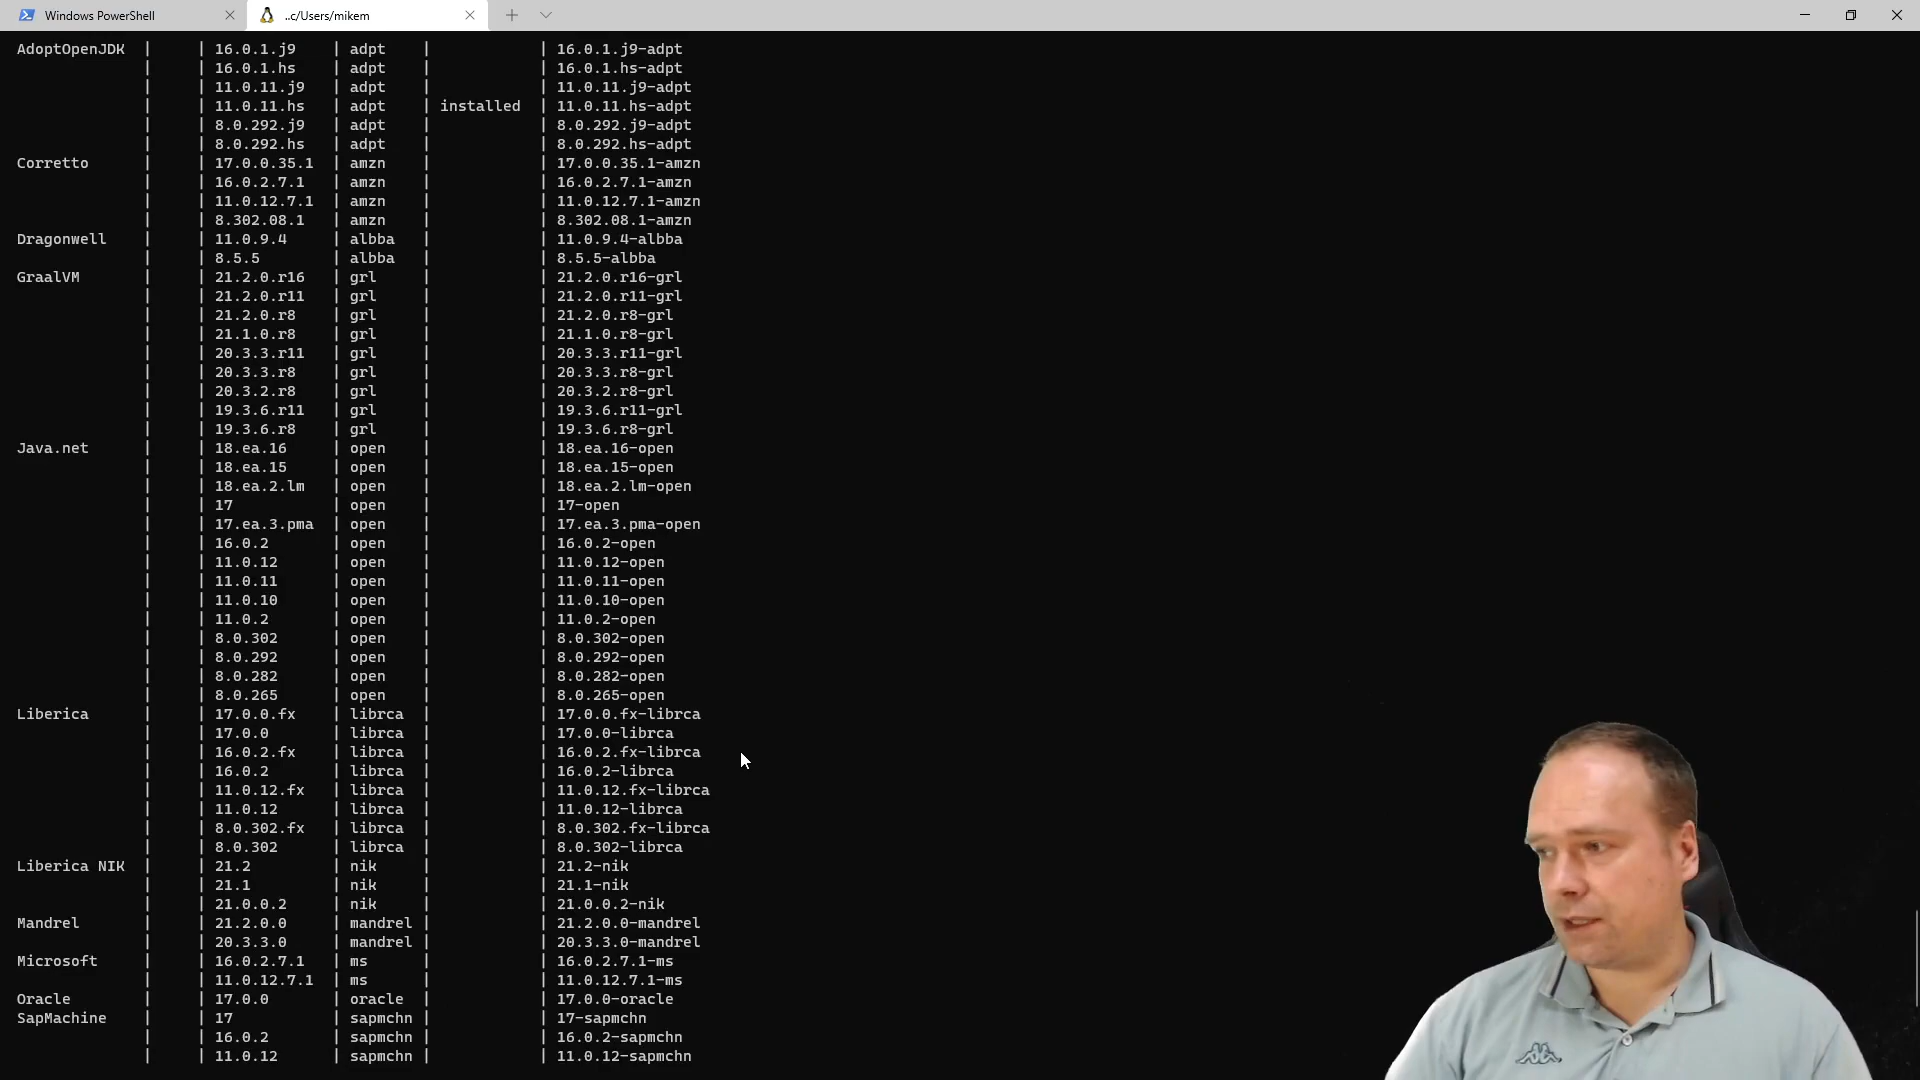 Windows PowerShell
..c/Users/mikem
AdoptOpenJDK | | 16.0.1.j9 | adpt | | 16.0.1.j9-adpt
| | 16.0.1.hs | adpt | | 16.0.1.hs-adpt
| | 11.0.11.j9 | adpt | | 11.0.11.j9-adpt
| | 11.0.11.hs | adpt | installed | 11.0.11.hs-adpt
| | 8.0.292.j9 | adpt | | 8.0.292.j9-adpt
| | 8.0.292.hs | adpt | | 8.0.292.hs-adpt
Corretto | | 17.0.0.35.1 | amzn | | 17.0.0.35.1-amzn
| | 16.0.2.7.1 | amzn | | 16.0.2.7.1-amzn
| | 11.0.12.7.1 | amzn | | 11.0.12.7.1-amzn
| | 8.302.08.1 | amzn | | 8.302.08.1-amzn
Dragonwell | | 11.0.9.4 | albba | | 11.0.9.4-albba
| | 8.5.5 | albba | | 8.5.5-albba
GraalVM | | 21.2.0.r16 | grl | | 21.2.0.r16-grl
| | 21.2.0.r11 | grl | | 21.2.0.r11-grl
| | 21.2.0.r8 | grl | | 21.2.0.r8-grl
| | 21.1.0.r8 | grl | | 21.1.0.r8-grl
| | 20.3.3.r11 | grl | | 20.3.3.r11-grl
| | 20.3.3.r8 | grl | | 20.3.3.r8-grl
| | 20.3.2.r8 | grl | | 20.3.2.r8-grl
| | 19.3.6.r11 | grl | | 19.3.6.r11-grl
| | 19.3.6.r8 | grl | | 19.3.6.r8-grl
Java.net | | 18.ea.16 | open | | 18.ea.16-open
| | 18.ea.15 | open | | 18.ea.15-open
| | 18.ea.2.lm | open | | 18.ea.2.lm-open
| | 17 | open | | 17-open
| | 17.ea.3.pma | open | | 17.ea.3.pma-open
| | 16.0.2 | open | | 16.0.2-open
| | 11.0.12 | open | | 11.0.12-open
| | 11.0.11 | open | | 11.0.11-open
| | 11.0.10 | open | | 11.0.10-open
| | 11.0.2 | open | | 11.0.2-open
| | 8.0.302 | open | | 8.0.302-open
| | 8.0.292 | open | | 8.0.292-open
| | 8.0.282 | open | | 8.0.282-open
| | 8.0.265 | open | | 8.0.265-open
Liberica | | 17.0.0.fx | librca | | 17.0.0.fx-librca
| | 17.0.0 | librca | | 17.0.0-librca
| | 16.0.2.fx | librca | | 16.0.2.fx-librca
| | 16.0.2 | librca | | 16.0.2-librca
| | 11.0.12.fx | librca | | 11.0.12.fx-librca
| | 11.0.12 | librca | | 11.0.12-librca
| | 8.0.302.fx | librca | | 8.0.302.fx-librca
| | 8.0.302 | librca | | 8.0.302-librca
Liberica NIK | | 21.2 | nik | | 21.2-nik
| | 21.1 | nik | | 21.1-nik
| | 21.0.0.2 | nik | | 21.0.0.2-nik
Mandrel | | 21.2.0.0 | mandrel | | 21.2.0.0-mandrel
| | 20.3.3.0 | mandrel | | 20.3.3.0-mandrel
Microsoft | | 16.0.2.7.1 | ms | | 16.0.2.7.1-ms
| | 11.0.12.7.1 | ms | | 11.0.12.7.1-ms
Oracle | | 17.0.0 | oracle | | 17.0.0-oracle
SapMachine | | 17 | sapmchn | | 17-sapmchn
| | 16.0.2 | sapmchn | | 16.0.2-sapmchn
| | 11.0.12 | sapmchn | | 11.0.12-sapmchn